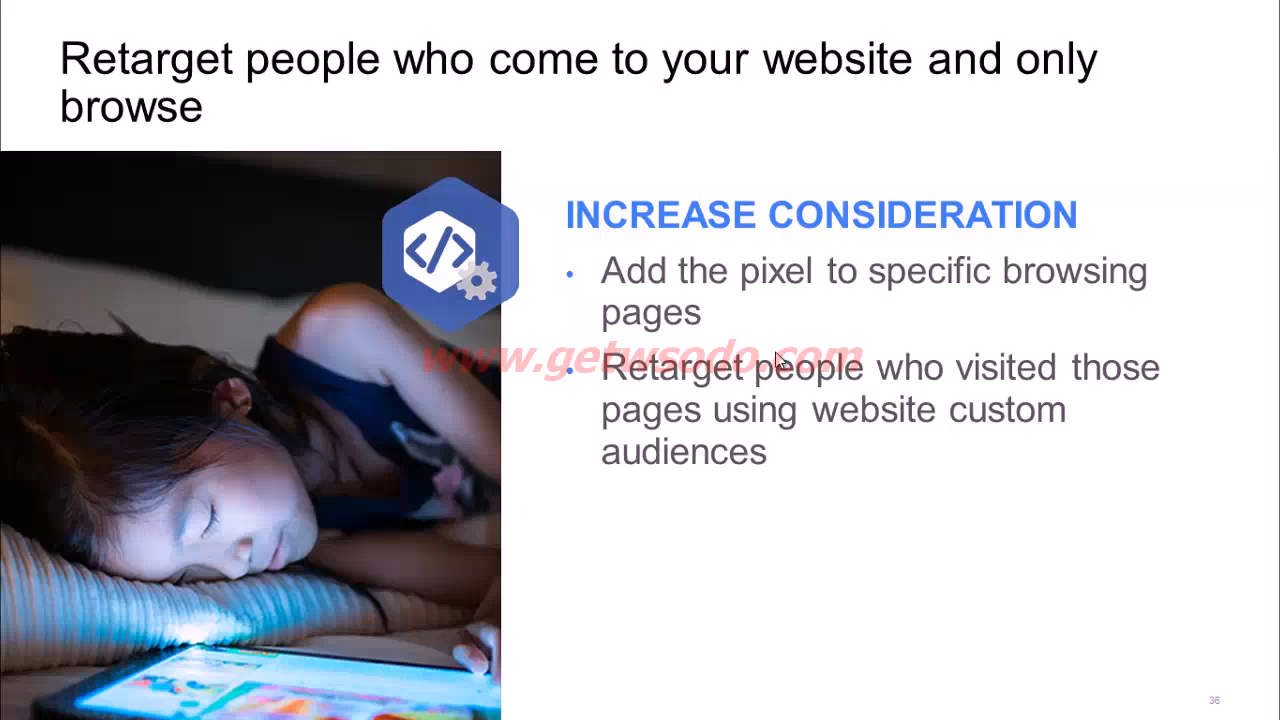 Retarget people who come to your website and only
browse
INCREASE CONSIDERATION
</>
• Add the pixel to specific browsing
pages
www.getwsodo.com
• Retarget people who visited those
pages using website custom
audiences
36